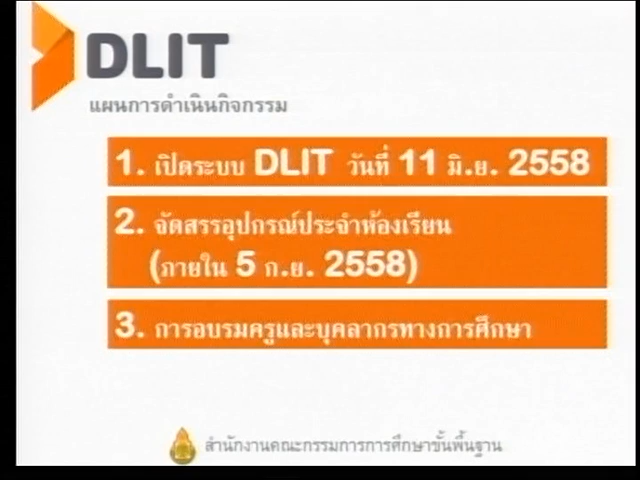 DLIT
แผนการดำเนินกิจกรรม
1. เปิดระบบ DLIT วันที่ 11 มิ.ย. 2558
2. จัดสรรอุปกรณ์ประจำห้องเรียน
(ภายใน 5 ก.ย. 2558)
3. การอบรมครูและบุคลากรทางการศึกษา
สำนักงานคณะกรรมการการศึกษาขั้นพื้นฐาน